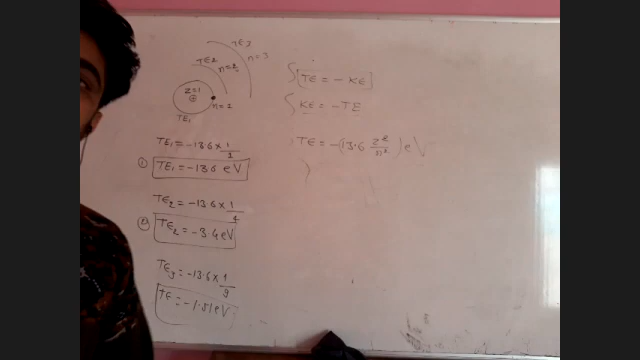 TE3
TE2
n=3
n=2
Z=1
+
n=1
TE1
TE1 = -13.6 × 1/1
① TE1 = -13.6 eV
TE2 = -13.6 × 1/4
② TE2 = -3.4 eV
TE3 = -13.6 × 1/9
TE = -1.51 eV
[TE = - KE]
KE = - TE
TE = -(13.6 Z²/n²) eV